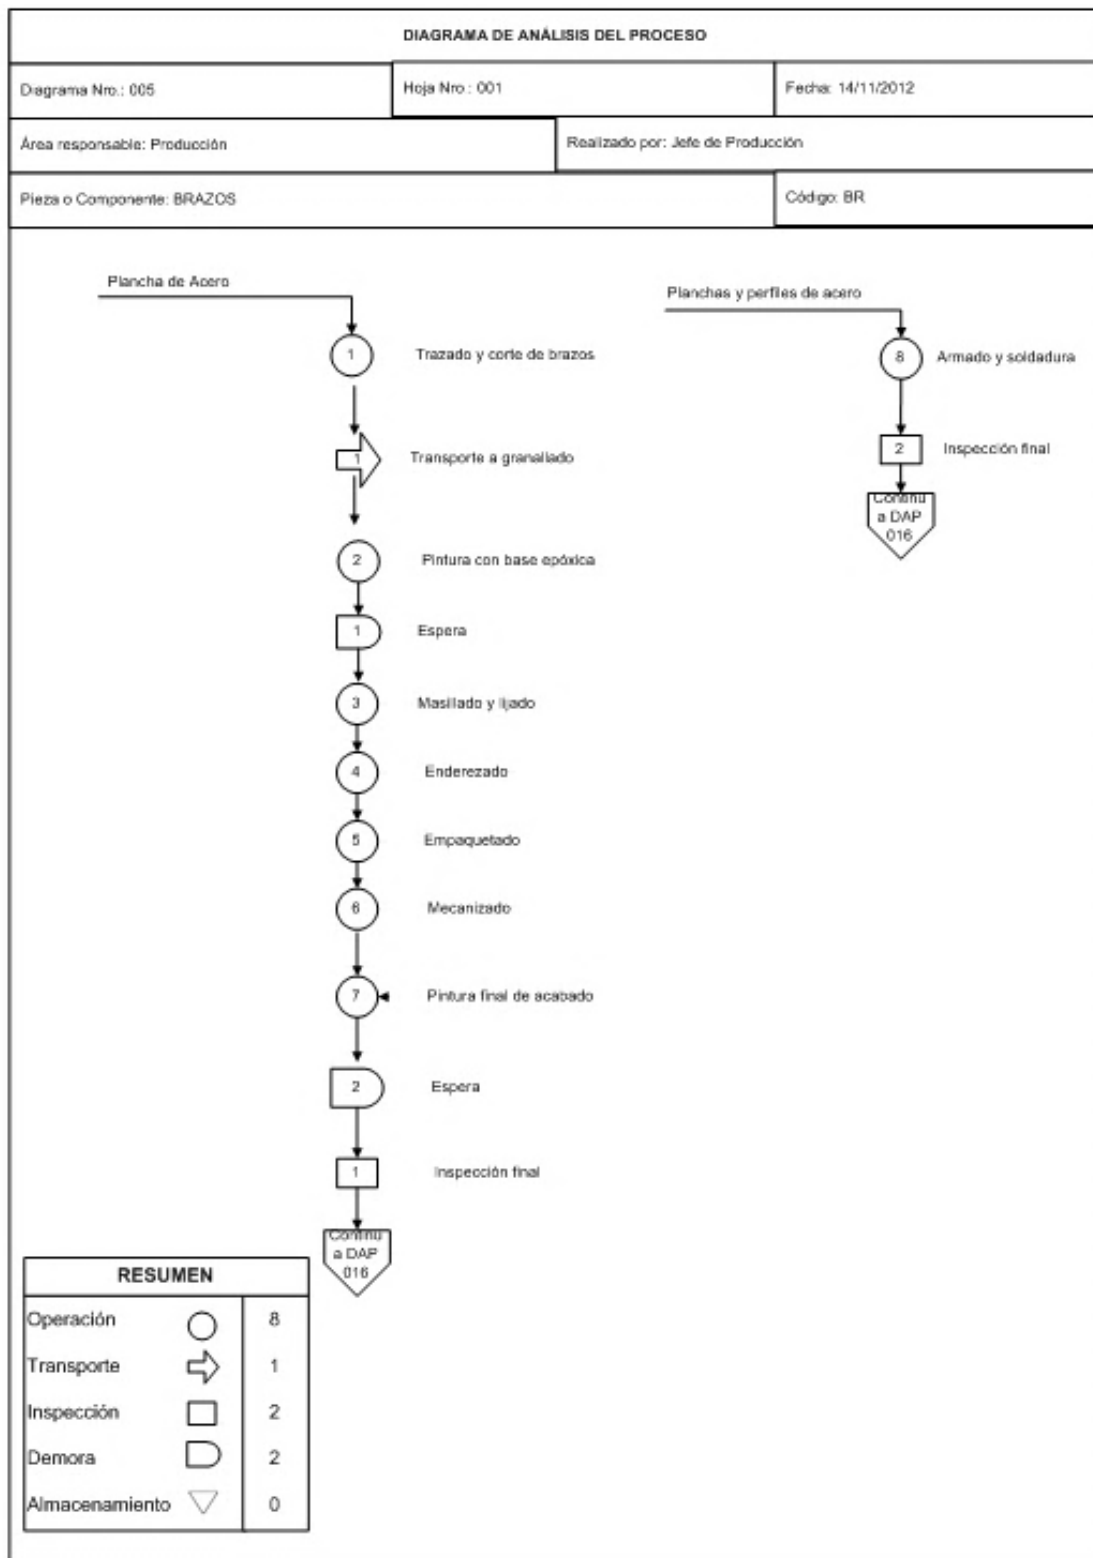 DIAGRAMA DE ANÁLISIS DEL PROCESO
Diagrama Nro.: 005
Hoja Nro : 001
Fecha: 14/11/2012
Área responsable: Producción
Realizado por: Jefe de Producción
Pieza o Componente: BRAZOS
Código: BR
Plancha de Acero
1
Trazado y corte de brazos
1
Transporte a granallado
2
Pintura con base epóxica
1
Espera
3
Masillado y lijado
4
Enderezado
5
Empaquetado
6
Mecanizado
7
Pintura final de acabado
2
Espera
1
Inspección final
Continú
a DAP
016
Planchas y perfiles de acero
8
Armado y soldadura
2
Inspección final
Continú
a DAP
016
RESUMEN
Operación 8
Transporte 1
Inspección 2
Demora 2
Almacenamiento 0